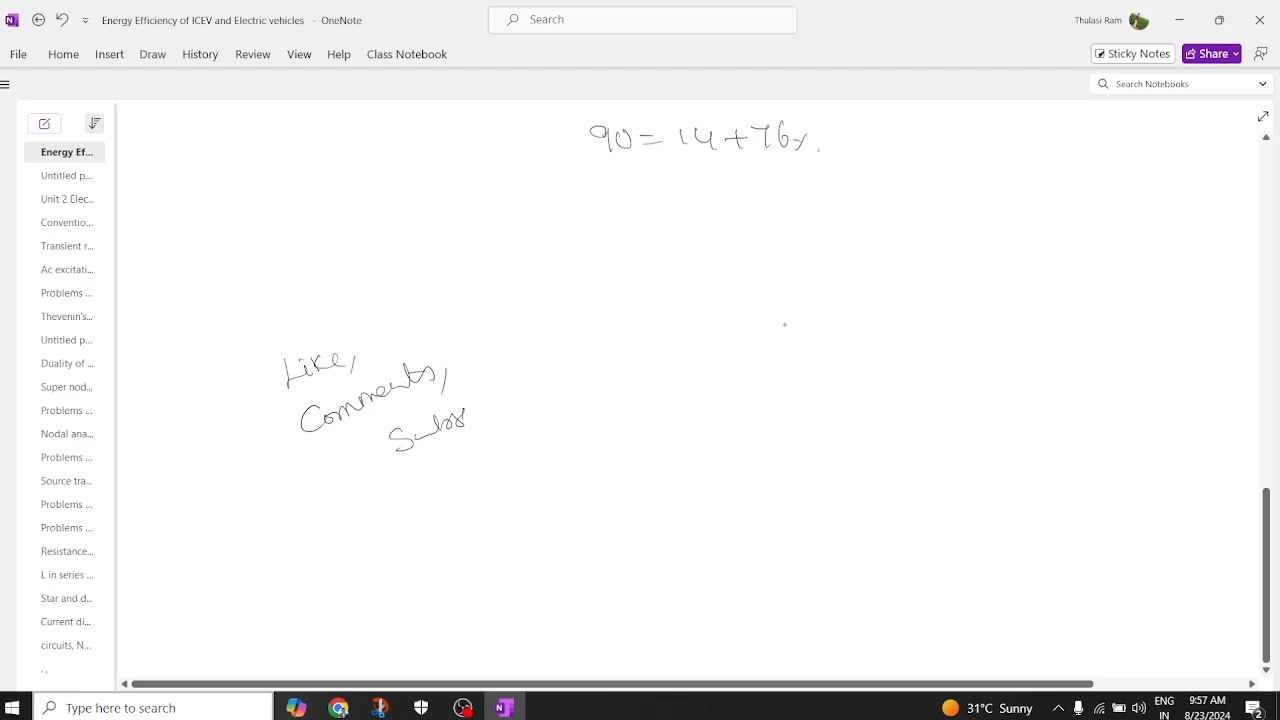 Energy Efficiency of ICEV and Electric vehicles - OneNote
Search
Thulasi Ram
File Home Insert Draw History Review View Help Class Notebook
Sticky Notes
Share
Search Notebooks
Energy Ef...
Untitled p...
Unit 2 Elec...
Conventio...
Transient r...
Ac excitati...
Problems ...
Thevenin's...
Untitled p...
Duality of ...
Super nod...
Problems ...
Nodal ana...
Problems ...
Source tra...
Problems ...
Problems ...
Resistance...
L in series ...
Star and d...
Current di...
circuits, N...
90 = 14 + 76%.
Like,
Comments,
Subs
Type here to search
31°C Sunny
ENG
IN
9:57 AM
8/23/2024
2